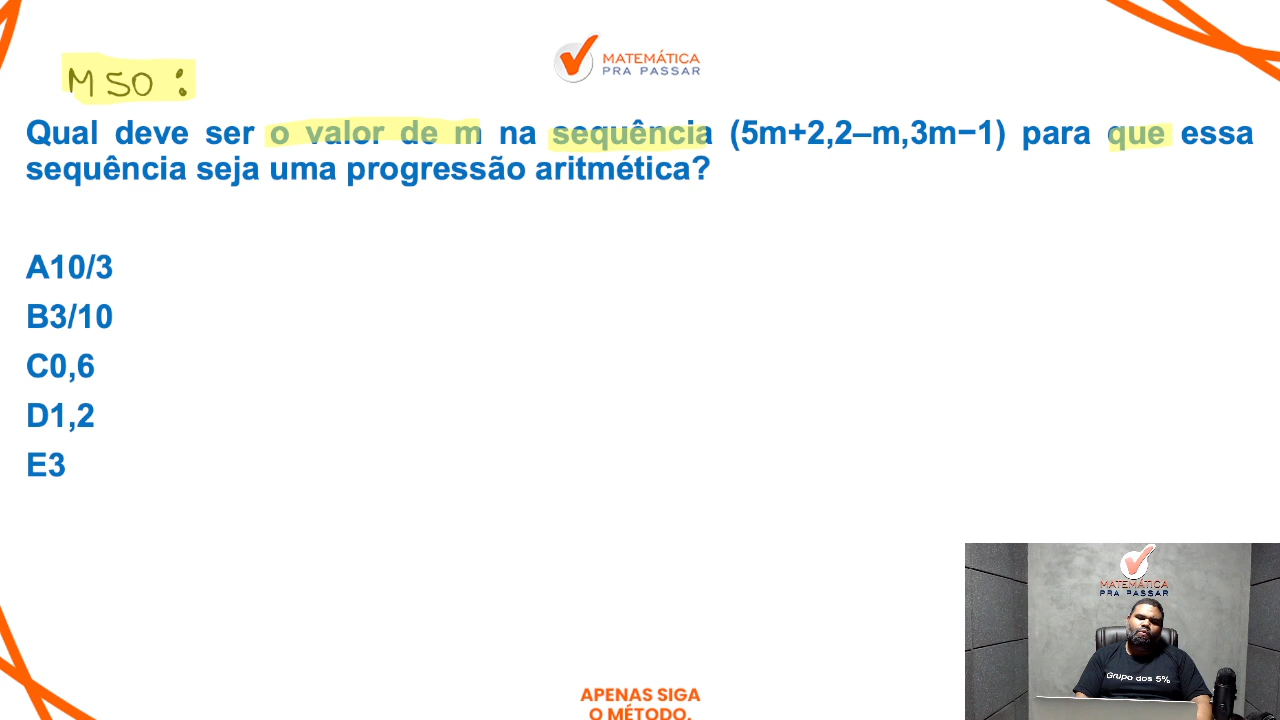 MATEMÁTICA
PRA PASSAR
M50:
Qual deve ser o valor de m na sequência (5m+2,2–m,3m−1) para que essa
sequência seja uma progressão aritmética?
A10/3
B3/10
C0,6
D1,2
E3
MATEMÁTICA
PRA PASSAR
Grupo dos 5%
APENAS SIGA
O MÉTODO.